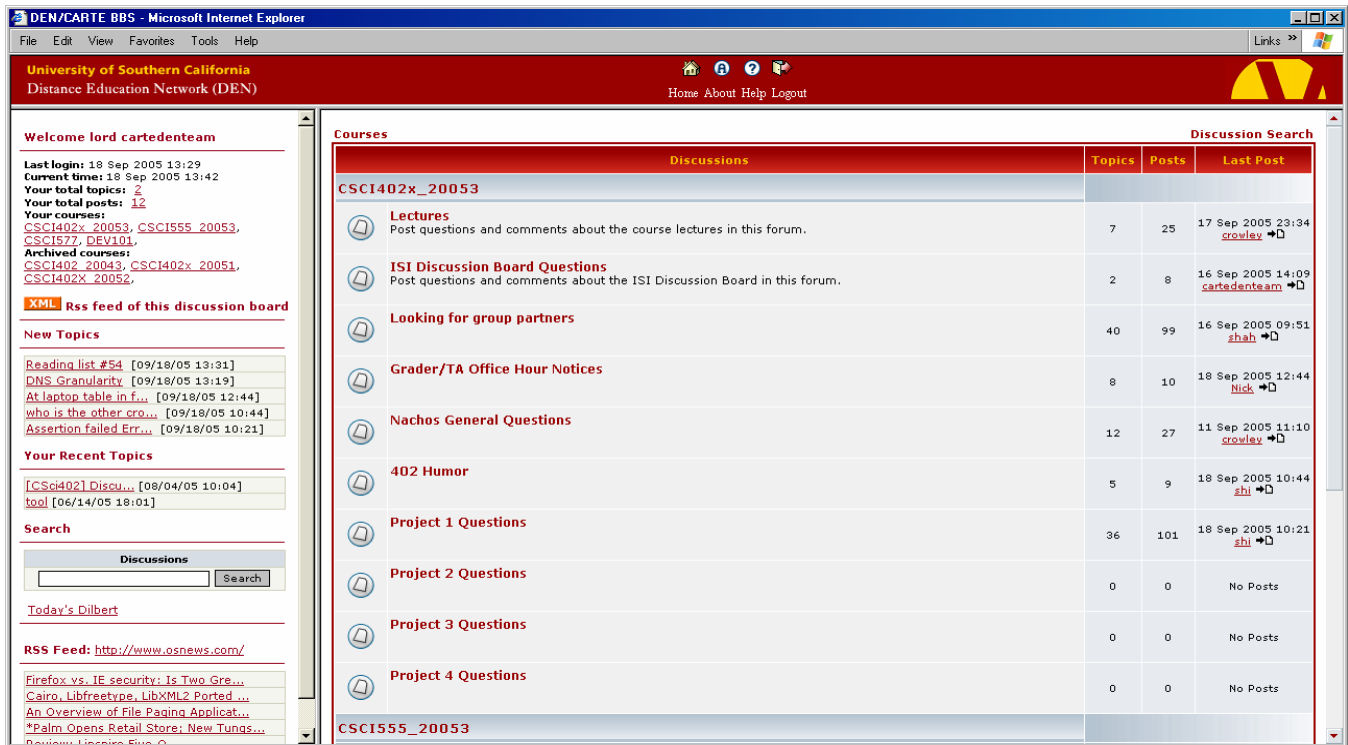 DEN/CARTE BBS - Microsoft Internet Explorer
File Edit View Favorites Tools Help Links »
University of Southern California
Distance Education Network (DEN)
Home About Help Logout
Welcome lord cartedenteam
Last login: 18 Sep 2005 13:29
Current time: 18 Sep 2005 13:42
Your total topics: 2
Your total posts: 12
Your courses:
CSCI402x_20053, CSCI555_20053,
CSCI577, DEV101,
Archived courses:
CSCI402_20043, CSCI402x_20051,
CSCI402X_20052,
XML Rss feed of this discussion board
New Topics
Reading list #54 [09/18/05 13:31]
DNS Granularity [09/18/05 13:19]
At laptop table in f... [09/18/05 12:44]
who is the other cro... [09/18/05 10:44]
Assertion failed Err... [09/18/05 10:21]
Your Recent Topics
[CSci402] Discu... [08/04/05 10:04]
tool [06/14/05 18:01]
Search
Discussions
Search
Today's Dilbert
RSS Feed: http://www.osnews.com/
Firefox vs. IE security: Is Two Gre...
Cairo, Libfreetype, LibXML2 Ported ...
An Overview of File Paging Applicat...
*Palm Opens Retail Store; New Tungs...
Courses Discussion Search
Discussions Topics Posts Last Post
CSCI402x_20053
Lectures
Post questions and comments about the course lectures in this forum.
7 25 17 Sep 2005 23:34
crowley
ISI Discussion Board Questions
Post questions and comments about the ISI Discussion Board in this forum.
2 8 16 Sep 2005 14:09
cartedenteam
Looking for group partners
40 99 16 Sep 2005 09:51
shah
Grader/TA Office Hour Notices
8 10 18 Sep 2005 12:44
Nick
Nachos General Questions
12 27 11 Sep 2005 11:10
crowley
402 Humor
5 9 18 Sep 2005 10:44
shi
Project 1 Questions
36 101 18 Sep 2005 10:21
shi
Project 2 Questions
0 0 No Posts
Project 3 Questions
0 0 No Posts
Project 4 Questions
0 0 No Posts
CSCI555_20053